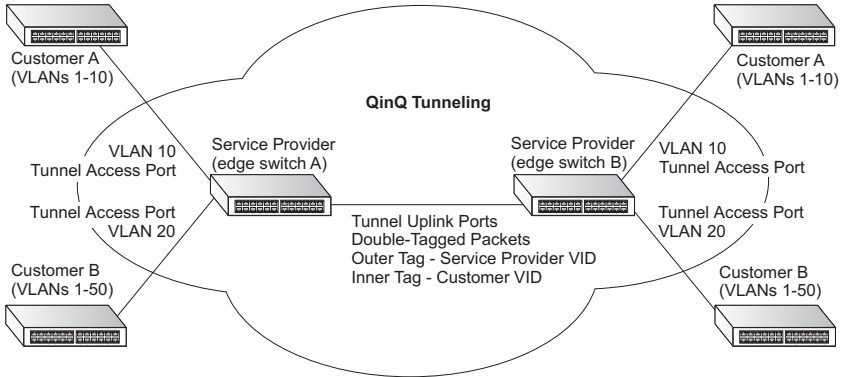 Customer A
(VLANs 1-10)
Customer A
(VLANs 1-10)
QinQ Tunneling
VLAN 10
Tunnel Access Port
Service Provider
(edge switch A)
Service Provider
(edge switch B)
VLAN 10
Tunnel Access Port
Tunnel Access Port
VLAN 20
Tunnel Uplink Ports
Double-Tagged Packets
Outer Tag - Service Provider VID
Inner Tag - Customer VID
Tunnel Access Port
VLAN 20
Customer B
(VLANs 1-50)
Customer B
(VLANs 1-50)